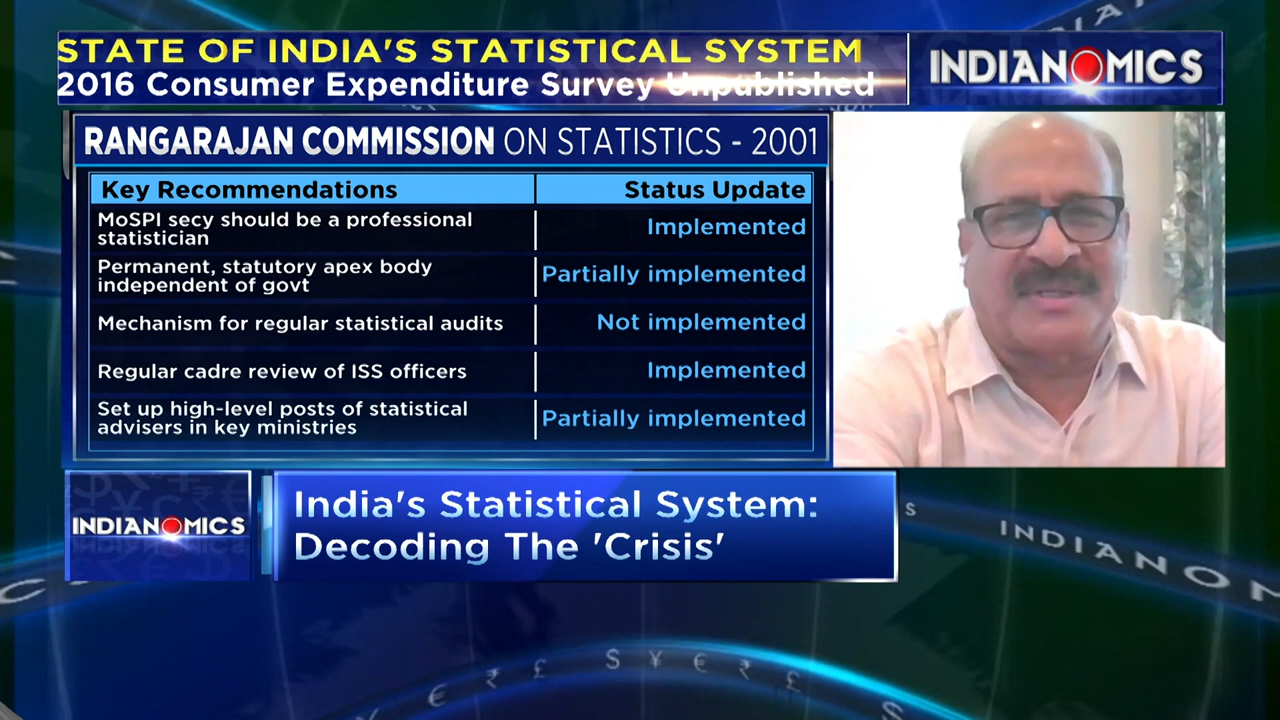 STATE OF INDIA'S STATISTICAL SYSTEM
2016 Consumer Expenditure Survey Unpublished
INDIANOMICS
RANGARAJAN COMMISSION ON STATISTICS - 2001
Key Recommendations Status Update
MoSPI secy should be a professional
statistician
Implemented
Permanent, statutory apex body
independent of govt
Partially implemented
Mechanism for regular statistical audits Not implemented
Regular cadre review of ISS officers Implemented
Set up high-level posts of statistical
advisers in key ministries
Partially implemented
INDIANOMICS
India's Statistical System:
Decoding The 'Crisis'